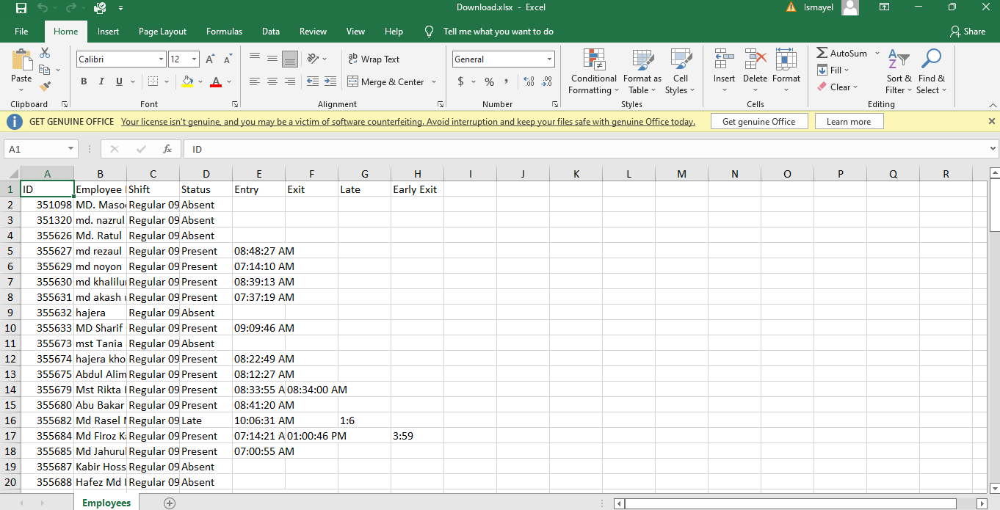 Download.xlsx - Excel
Ismayel
File Home Insert Page Layout Formulas Data Review View Help Tell me what you want to do Share
Calibri 12 Wrap Text General AutoSum
Paste Fill
B I U Merge & Center $ % , Conditional Formatting Format as Table Cell Styles Insert Delete Format Clear Sort & Filter Find & Select
Clipboard Font Alignment Number Styles Cells Editing
GET GENUINE OFFICE Your license isn't genuine, and you may be a victim of software counterfeiting. Avoid interruption and keep your files safe with genuine Office today. Get genuine Office Learn more
A1 fx ID
A B C D E F G H I J K L M N O P Q R
1 ID Employee Shift Status Entry Exit Late Early Exit
2 351098 MD. Masoo Regular 09 Absent
3 351320 md. nazrul Regular 09 Absent
4 355626 Md. Ratul Regular 09 Absent
5 355627 md rezaul Regular 09 Present 08:48:27 AM
6 355629 md noyon Regular 09 Present 07:14:10 AM
7 355630 md khalilur Regular 09 Present 08:39:13 AM
8 355631 md akash Regular 09 Present 07:37:19 AM
9 355632 hajera Regular 09 Absent
10 355633 MD Sharif Regular 09 Present 09:09:46 AM
11 355673 mst Tania Regular 09 Absent
12 355674 hajera kho Regular 09 Present 08:22:49 AM
13 355675 Abdul Alim Regular 09 Present 08:12:27 AM
14 355679 Mst Rikta Regular 09 Present 08:33:55 A 08:34:00 AM
15 355680 Abu Bakar Regular 09 Present 08:41:20 AM
16 355682 Md Rasel Regular 09 Late 10:06:31 AM 1:6
17 355684 Md Firoz Ka Regular 09 Present 07:14:21 A 01:00:46 PM 3:59
18 355685 Md Jahurul Regular 09 Present 07:00:55 AM
19 355687 Kabir Hoss Regular 09 Absent
20 355688 Hafez Md Regular 09 Absent
Employees